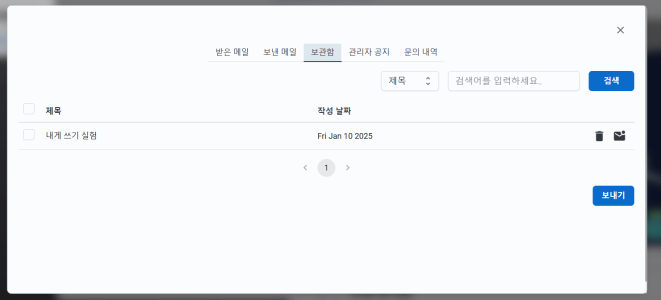 받은 메일 보낸 메일 보관함 관리자 공지 문의 내역
제목 검색어를 입력하세요.. 검색
제목 작성 날짜
내게 쓰기 실험 Fri Jan 10 2025
1
보내기